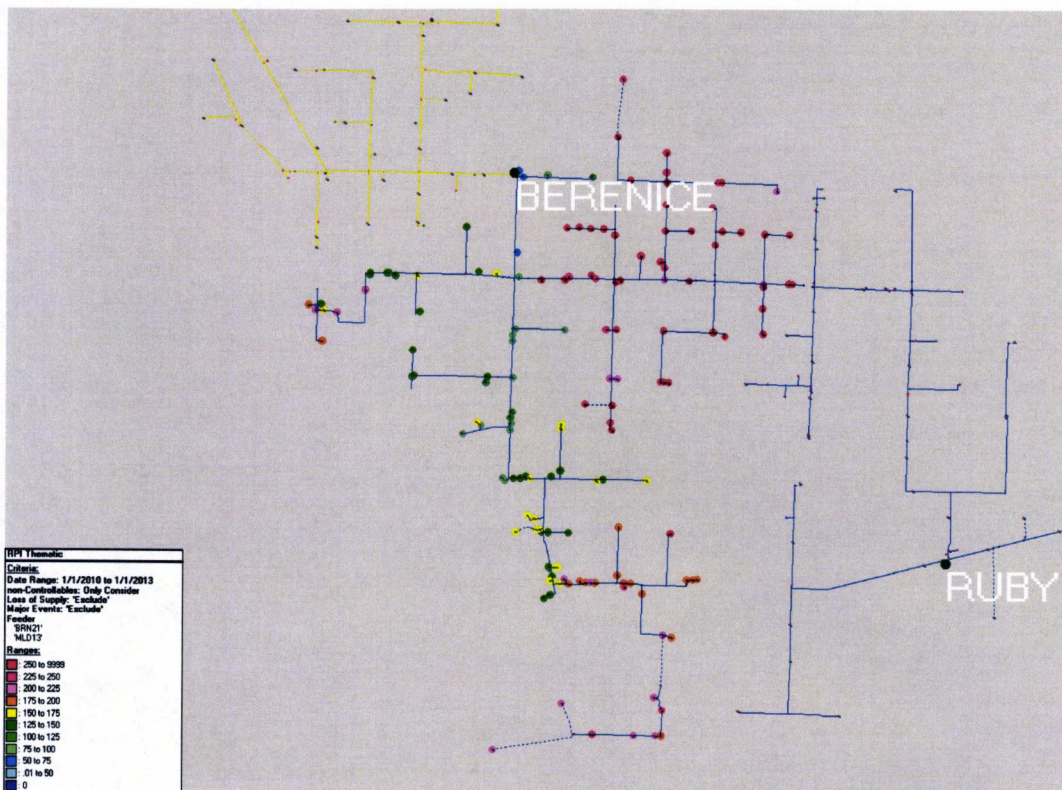 BERENICE
RUBY
RPI Thematic
Criteria:
Date Range: 1/1/2010 to 1/1/2013
non-Controllables: Only Consider
Loss of Supply: 'Exclude'
Major Events: 'Exclude'
Feeder
'BRN21'
'MLD13'
Ranges:
: 250 to 9999
: 225 to 250
: 200 to 225
: 175 to 200
: 150 to 175
: 125 to 150
: 100 to 125
: 75 to 100
: 50 to 75
: .01 to 50
: 0